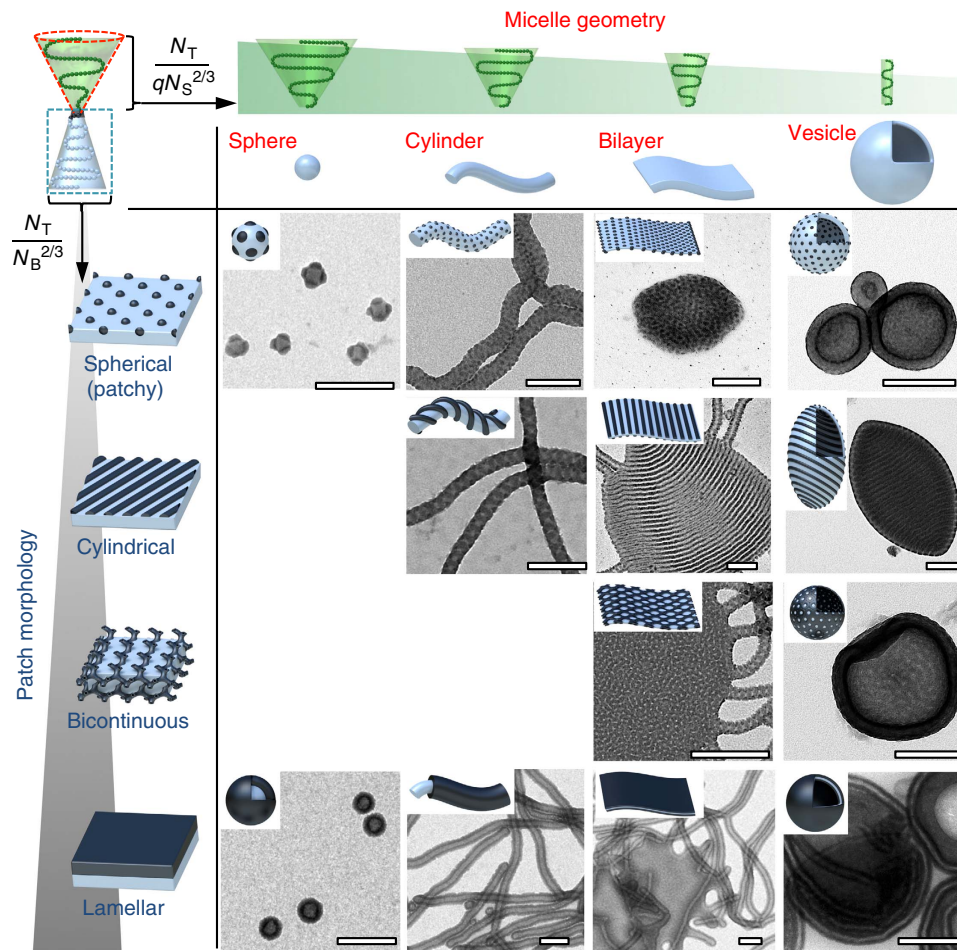 Micelle geometry
N_T
qN_S^{2/3}
Sphere
Cylinder
Bilayer
Vesicle
N_T
N_B^{2/3}
Spherical
(patchy)
Cylindrical
Patch morphology
Bicontinuous
Lamellar